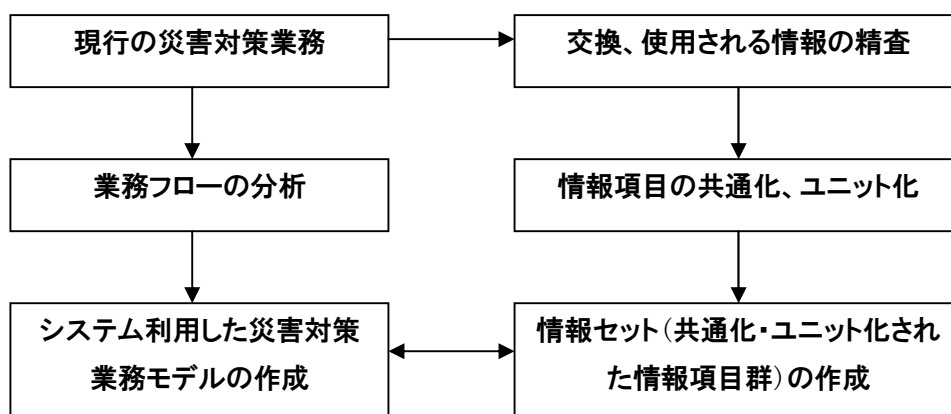 現行の災害対策業務
交換、使用される情報の精査
業務フローの分析
情報項目の共通化、ユニット化
システム利用した災害対策
業務モデルの作成
情報セット（共通化・ユニット化され
た情報項目群）の作成